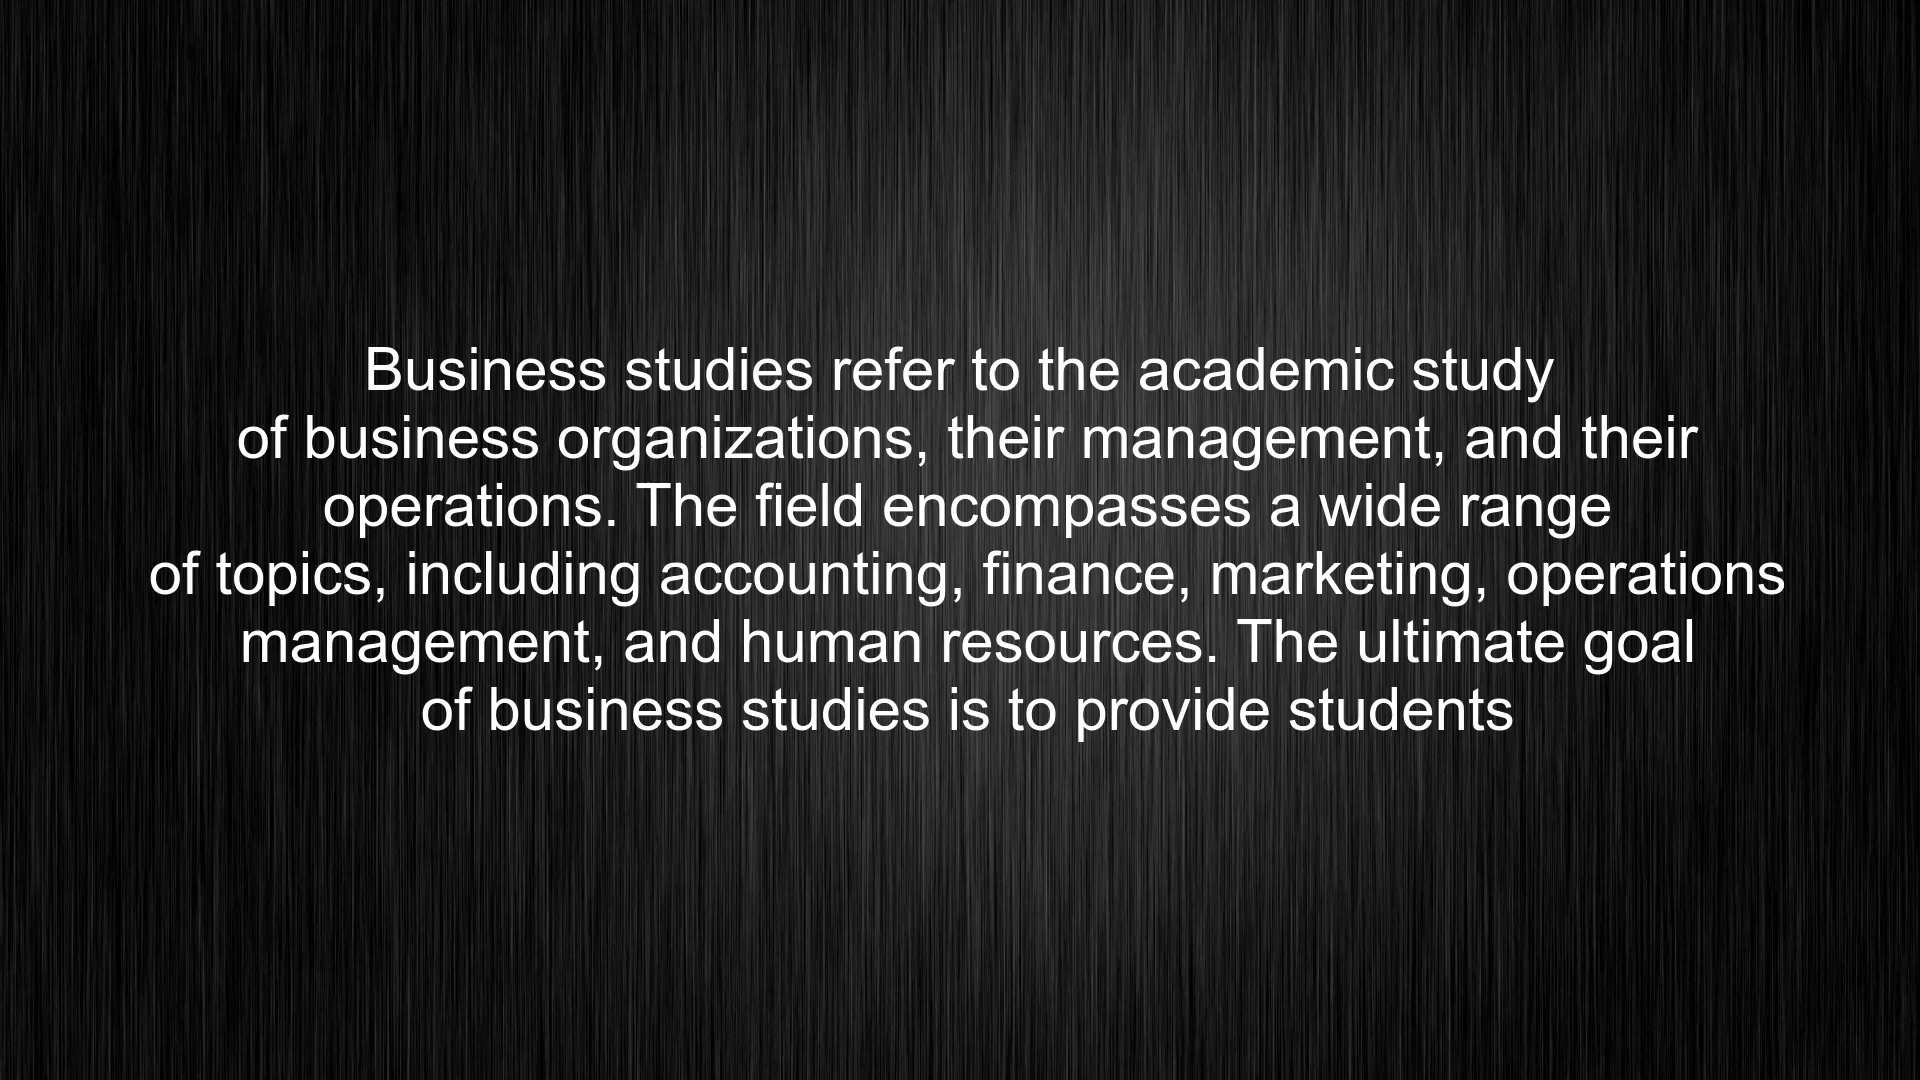 Business studies refer to the academic study
of business organizations, their management, and their
operations. The field encompasses a wide range
of topics, including accounting, finance, marketing, operations
management, and human resources. The ultimate goal
of business studies is to provide students